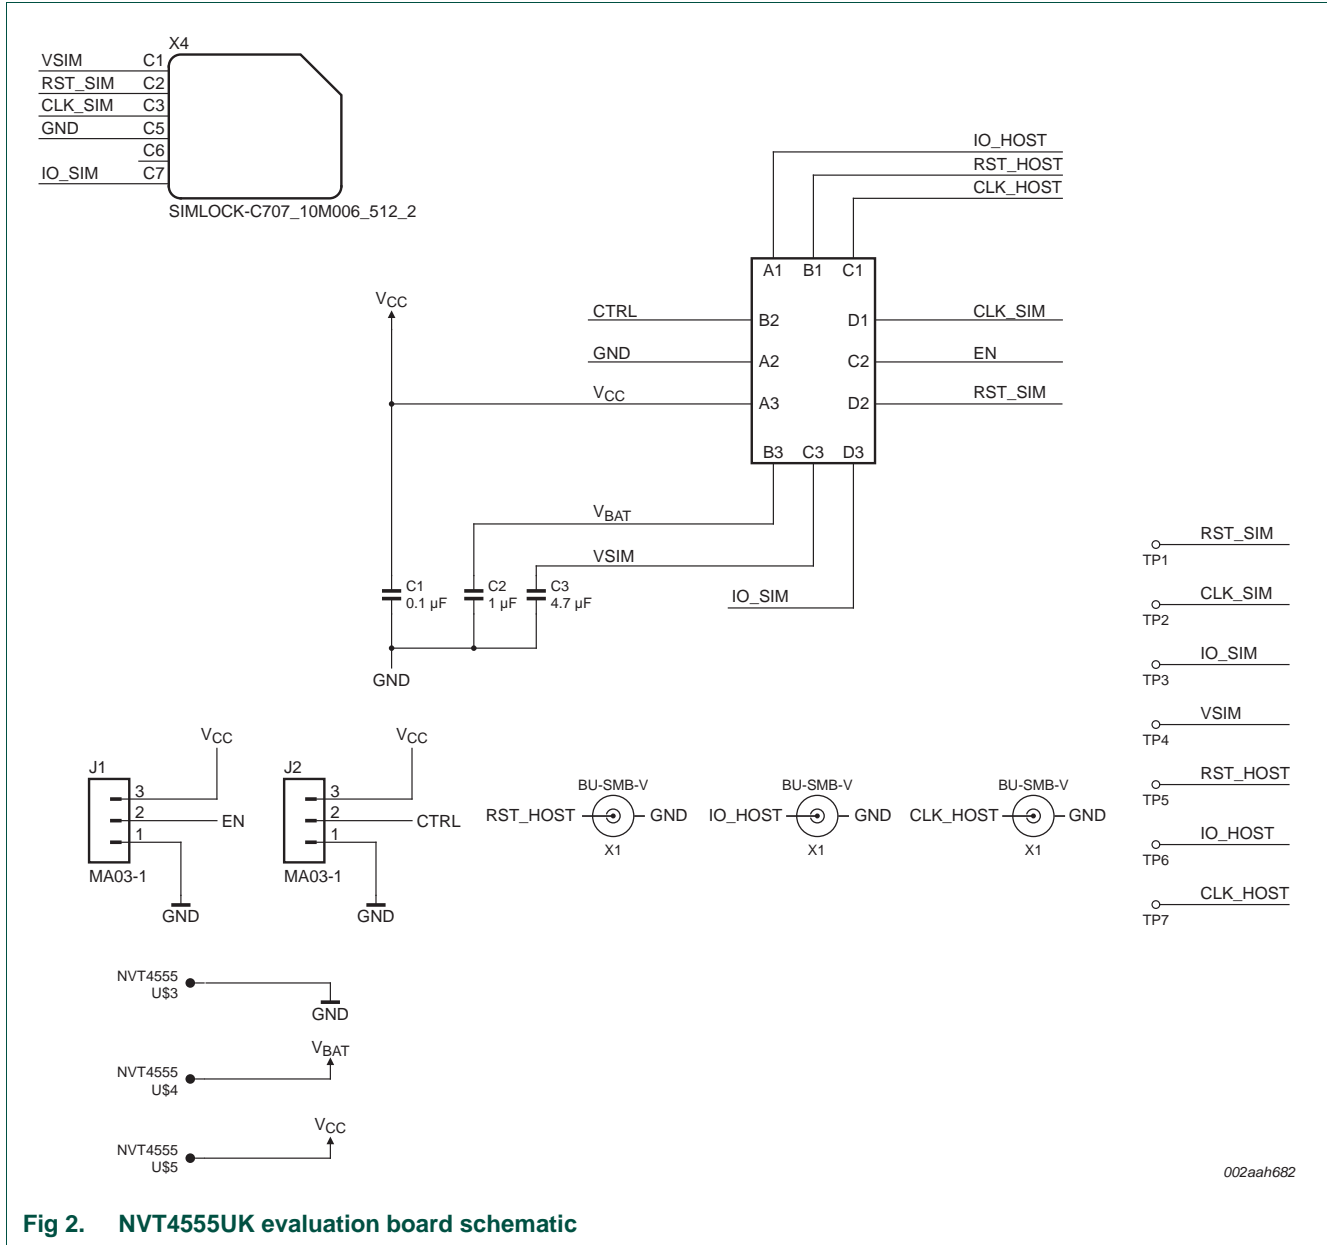 X4
VSIM C1
RST_SIM C2
CLK_SIM C3
GND C5
C6
IO_SIM C7
SIMLOCK-C707_10M006_512_2
IO_HOST
RST_HOST
CLK_HOST
A1 B1 C1
VCC
CTRL B2 D1 CLK_SIM
GND A2 C2 EN
VCC A3 D2 RST_SIM
B3 C3 D3
VBAT
VSIM
C1
0.1 µF
C2
1 µF
C3
4.7 µF
IO_SIM
GND
RST_SIM
TP1
CLK_SIM
TP2
IO_SIM
TP3
VSIM
TP4
RST_HOST
TP5
IO_HOST
TP6
CLK_HOST
TP7
VCC
J1
3
2 EN
1
MA03-1
GND
VCC
J2
3
2 CTRL
1
MA03-1
GND
BU-SMB-V
RST_HOST GND
X1
BU-SMB-V
IO_HOST GND
X1
BU-SMB-V
CLK_HOST GND
X1
NVT4555
U$3
GND
VBAT
NVT4555
U$4
VCC
NVT4555
U$5
002aah682
Fig 2. NVT4555UK evaluation board schematic